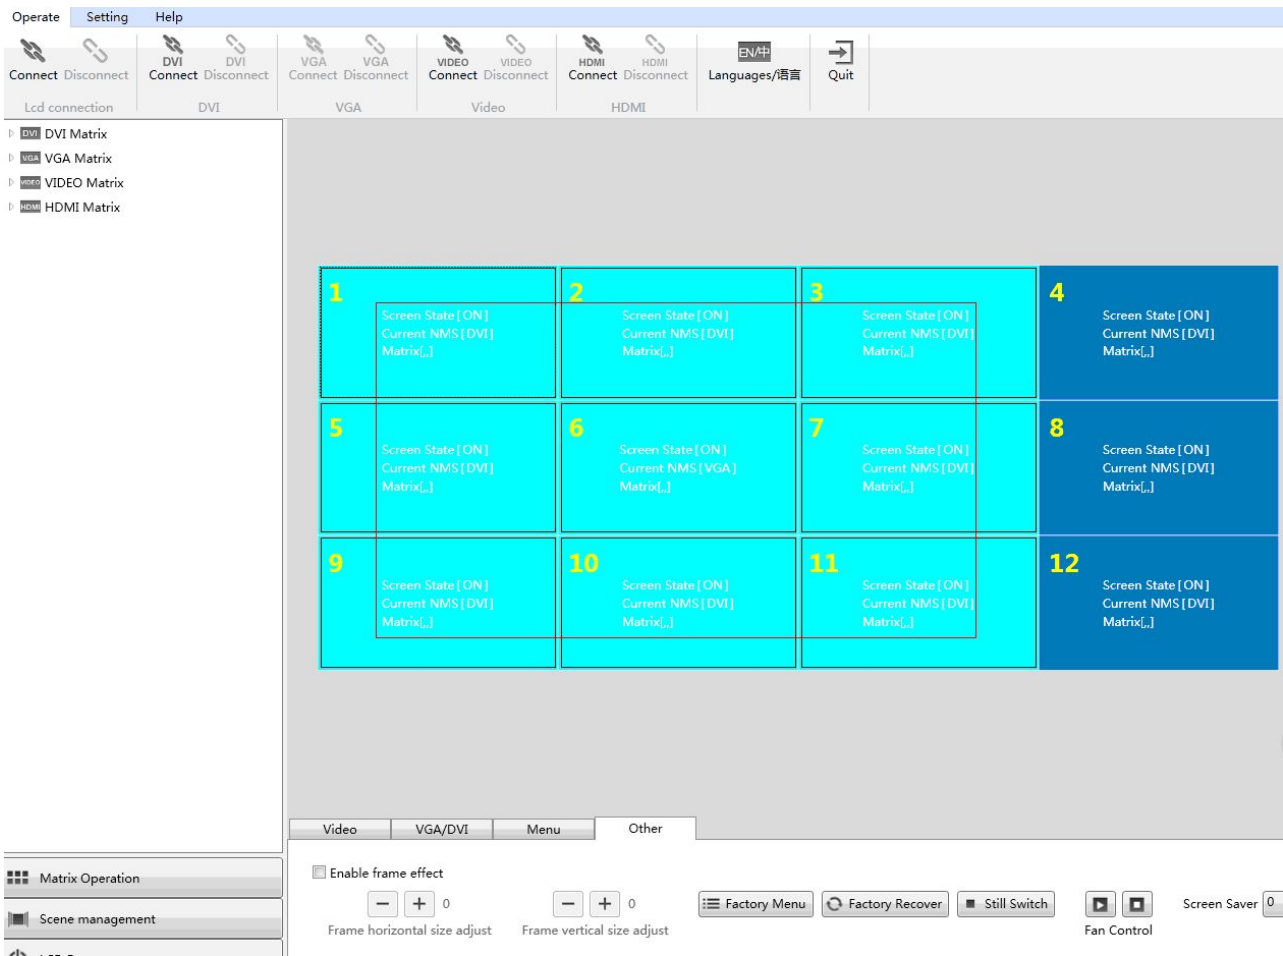 Operate Setting Help
DVI DVI VGA VGA VIDEO VIDEO HDMI HDMI EN/中
Connect Disconnect Connect Disconnect Connect Disconnect Connect Disconnect Connect Disconnect Languages/语言 Quit
Lcd connection DVI VGA Video HDMI
DVI DVI Matrix
VGA VGA Matrix
VIDEO VIDEO Matrix
HDMI HDMI Matrix
1 2 3 4
Screen State[ON] Screen State[ON] Screen State[ON] Screen State[ON]
Current NMS[DVI] Current NMS[DVI] Current NMS[DVI] Current NMS[DVI]
Matrix[,,] Matrix[,,] Matrix[,,] Matrix[,,]
5 6 7 8
Screen State[ON] Screen State[ON] Screen State[ON] Screen State[ON]
Current NMS[DVI] Current NMS[VGA] Current NMS[DVI] Current NMS[DVI]
Matrix[,,] Matrix[,,] Matrix[,,] Matrix[,,]
9 10 11 12
Screen State[ON] Screen State[ON] Screen State[ON] Screen State[ON]
Current NMS[DVI] Current NMS[DVI] Current NMS[DVI] Current NMS[DVI]
Matrix[,,] Matrix[,,] Matrix[,,] Matrix[,,]
Video VGA/DVI Menu Other
Enable frame effect
Matrix Operation
0 0 Factory Menu Factory Recover Still Switch Screen Saver 0
Scene management
Frame horizontal size adjust Frame vertical size adjust Fan Control